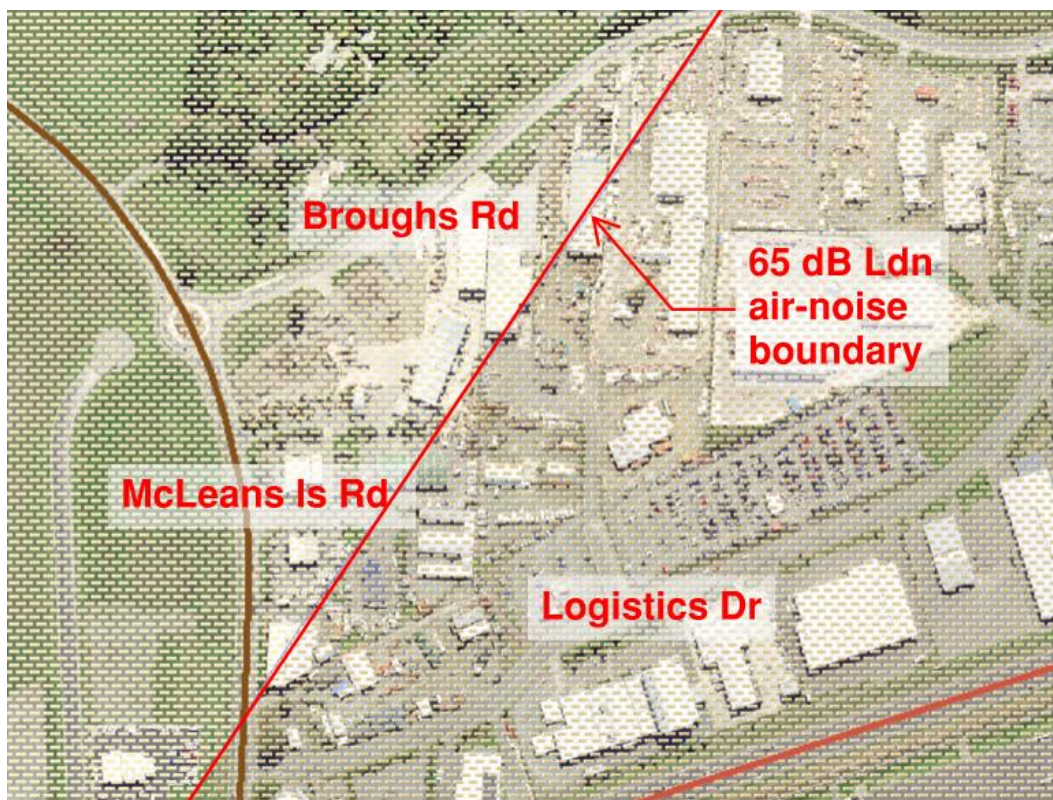 Broughs Rd
65 dB Ldn
air-noise
boundary
McLeans Is Rd
Logistics Dr